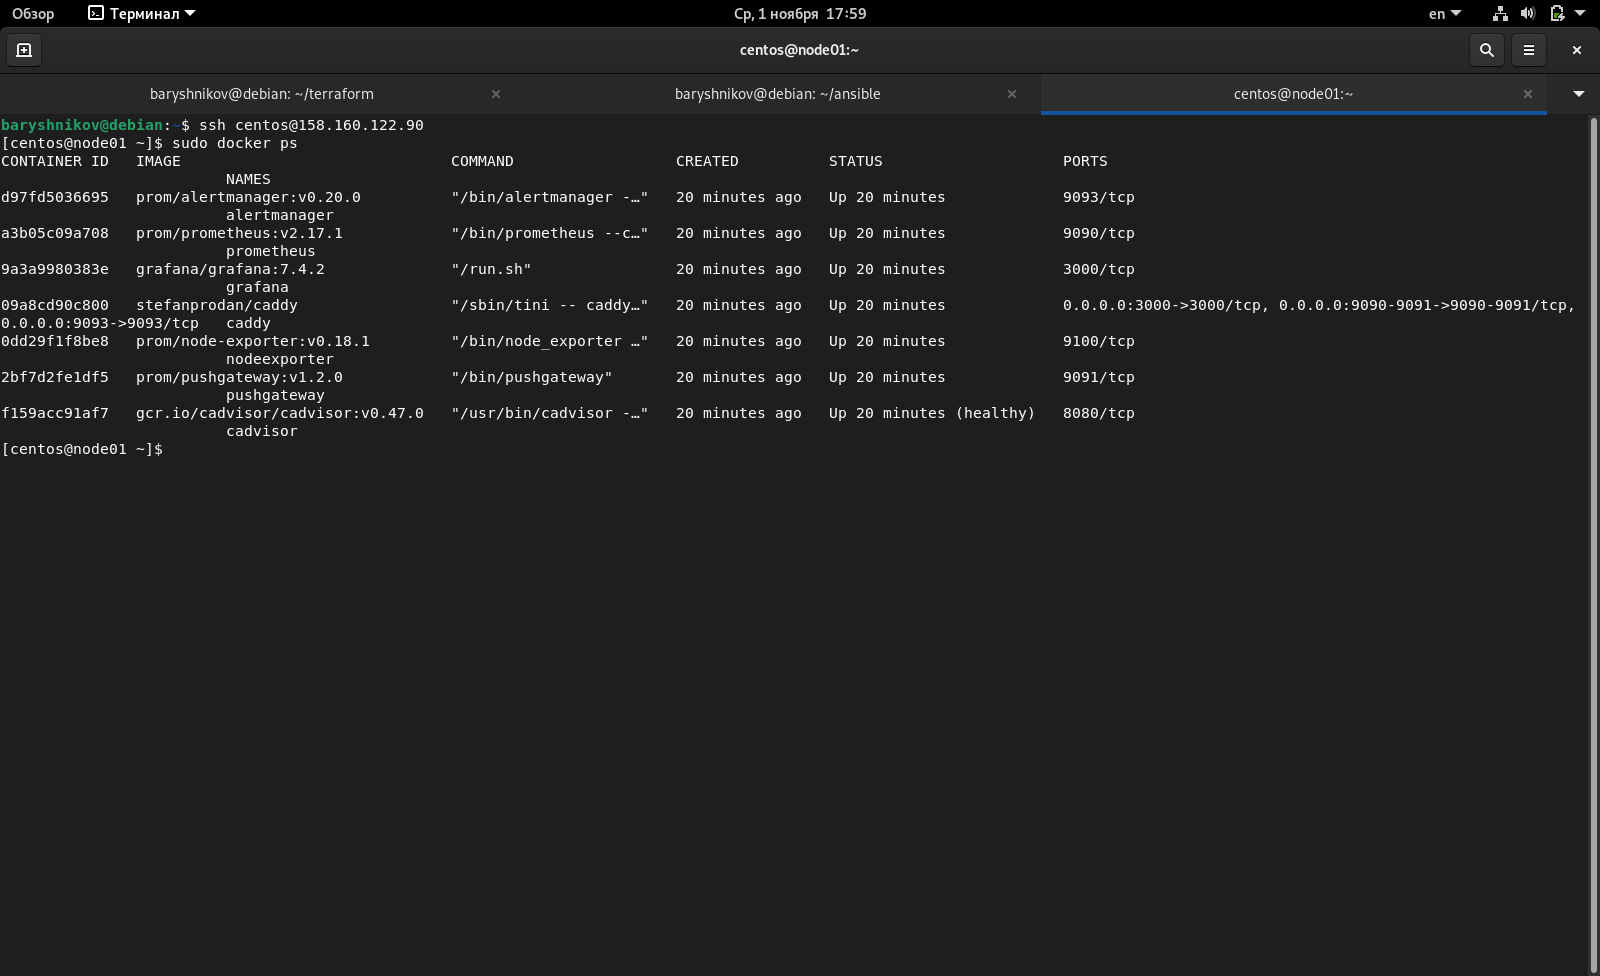 Обзор Терминал Ср, 1 ноября 17:59 en
centos@node01:~
baryshnikov@debian: ~/terraform baryshnikov@debian: ~/ansible centos@node01:~
baryshnikov@debian:~$ ssh centos@158.160.122.90
[centos@node01 ~]$ sudo docker ps
CONTAINER ID   IMAGE                              COMMAND                  CREATED          STATUS                    PORTS
                         NAMES
d97fd5036695   prom/alertmanager:v0.20.0          "/bin/alertmanager -…"   20 minutes ago   Up 20 minutes             9093/tcp
                         alertmanager
a3b05c09a708   prom/prometheus:v2.17.1            "/bin/prometheus --c…"   20 minutes ago   Up 20 minutes             9090/tcp
                         prometheus
9a3a9980383e   grafana/grafana:7.4.2              "/run.sh"                20 minutes ago   Up 20 minutes             3000/tcp
                         grafana
09a8cd90c800   stefanprodan/caddy                 "/sbin/tini -- caddy…"   20 minutes ago   Up 20 minutes             0.0.0.0:3000->3000/tcp, 0.0.0.0:9090-9091->9090-9091/tcp,
0.0.0.0:9093->9093/tcp   caddy
0dd29f1f8be8   prom/node-exporter:v0.18.1         "/bin/node_exporter …"   20 minutes ago   Up 20 minutes             9100/tcp
                         nodeexporter
2bf7d2fe1df5   prom/pushgateway:v1.2.0            "/bin/pushgateway"       20 minutes ago   Up 20 minutes             9091/tcp
                         pushgateway
f159acc91af7   gcr.io/cadvisor/cadvisor:v0.47.0   "/usr/bin/cadvisor -…"   20 minutes ago   Up 20 minutes (healthy)   8080/tcp
                         cadvisor
[centos@node01 ~]$